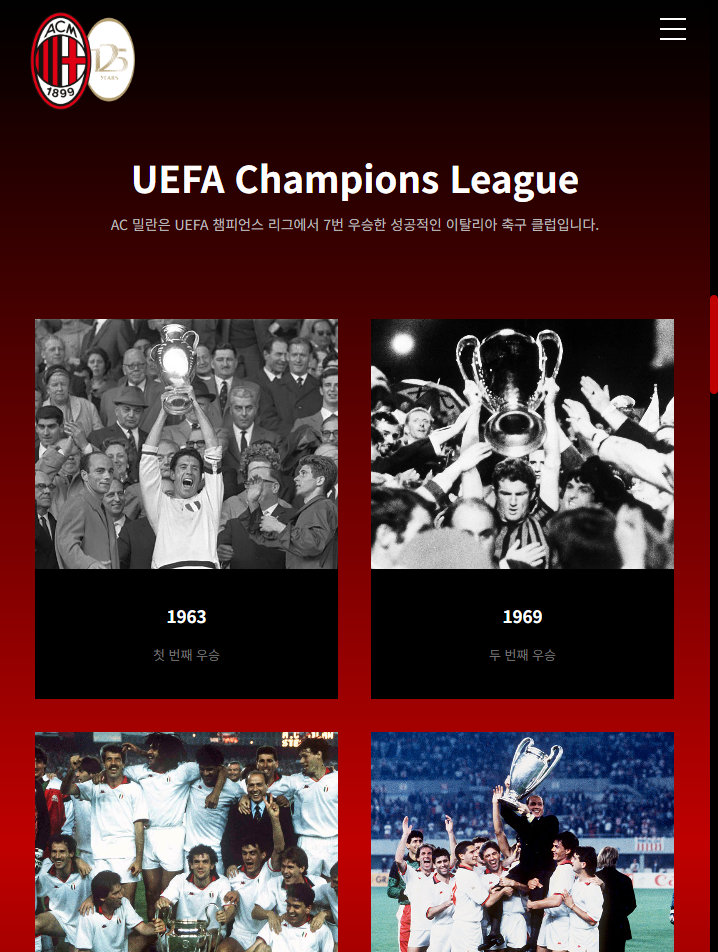 ACM
1899
125
YEARS
UEFA Champions League
AC 밀란은 UEFA 챔피언스 리그에서 7번 우승한 성공적인 이탈리아 축구 클럽입니다.
1963
1969
첫 번째 우승
두 번째 우승